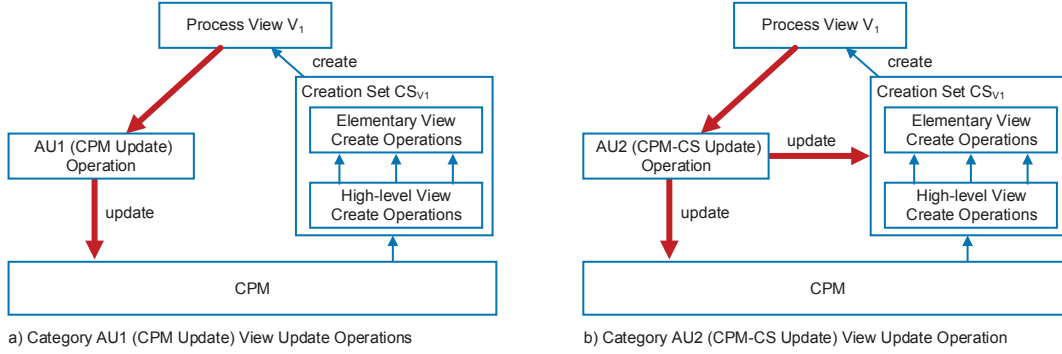 Process View V1
create
Creation Set CSV1
Elementary View
Create Operations
AU1 (CPM Update)
Operation
High-level View
Create Operations
update
CPM
a) Category AU1 (CPM Update) View Update Operations
Process View V1
create
Creation Set CSV1
Elementary View
Create Operations
AU2 (CPM-CS Update)
Operation
update
High-level View
Create Operations
update
CPM
b) Category AU2 (CPM-CS Update) View Update Operation